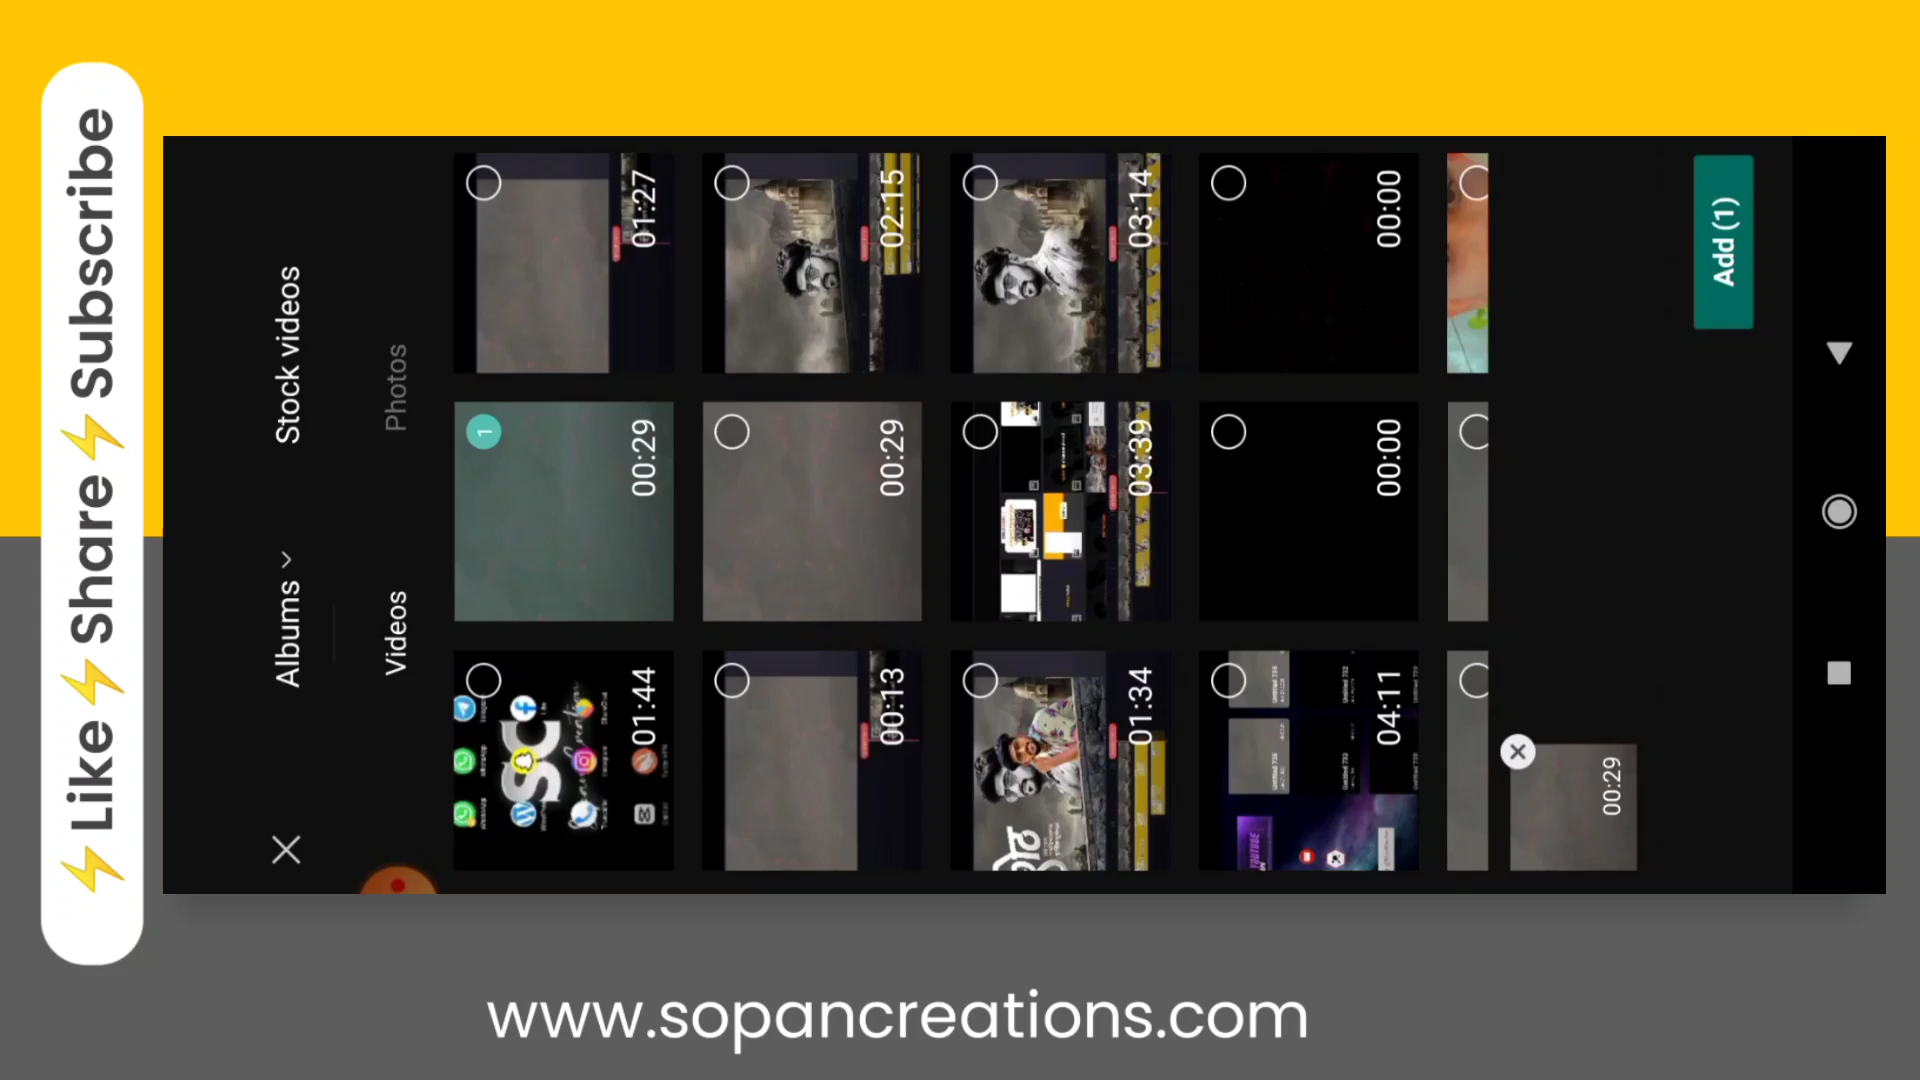 ⚡Like⚡Share⚡Subscribe
Albums
Stock videos
Videos
Photos
01:44
00:29
01:27
00:13
00:29
02:15
01:34
03:39
03:14
04:11
00:00
00:00
00:29
Add (1)
1
SC
www.sopancreations.com